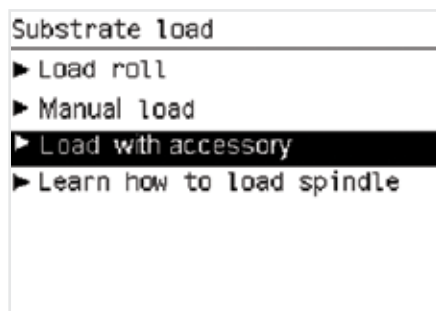 Substrate load
Load roll
Manual load
Load with accessory
Learn how to load spindle